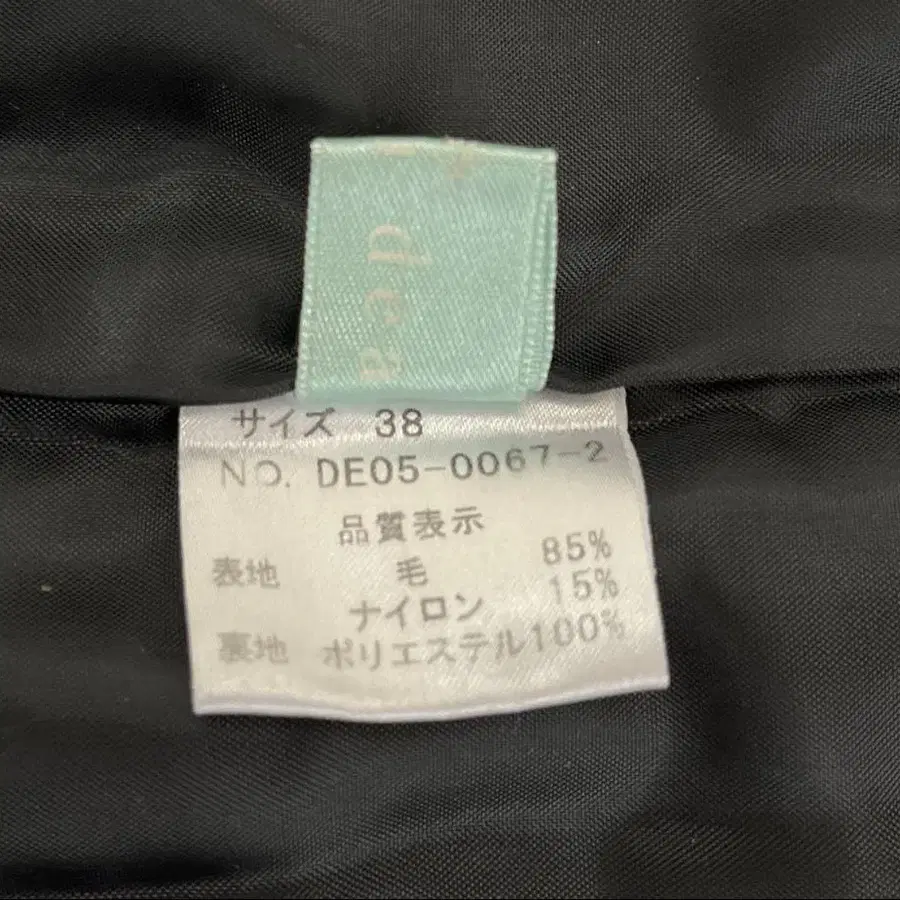 dea
サイズ 38
NO. DE05-0067-2
品質表示
表地 毛 85%
ナイロン 15%
裏地 ポリエステル100%